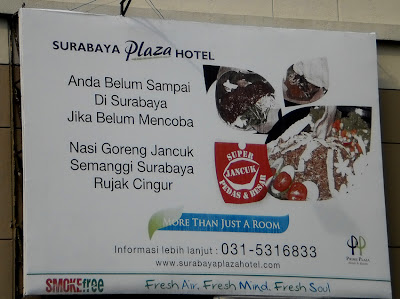 SURABAYA Plaza HOTEL
Anda Belum Sampai
Di Surabaya
Jika Belum Mencoba
Nasi Goreng Jancuk
Semanggi Surabaya
Rujak Cingur
SUPER
JANCUK
PEDAS & BESAR
MORE THAN JUST A ROOM
Informasi lebih lanjut : 031-5316833
www.surabayaplazahotel.com
PP
SMOKEfree
Fresh Air. Fresh Mind. Fresh Soul